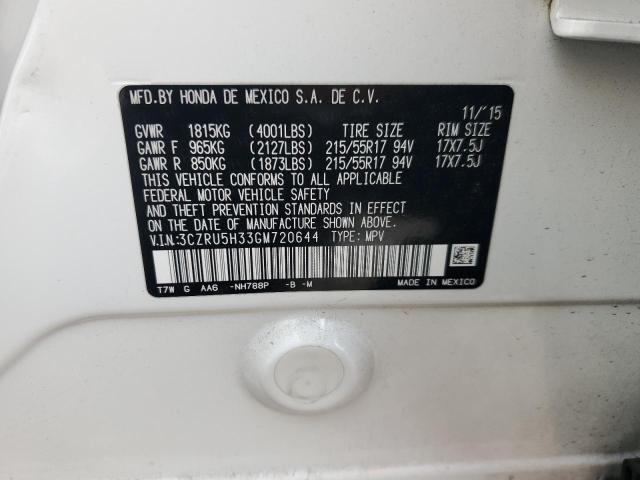 MFD.BY HONDA DE MEXICO S.A. DE C.V.
11/'15
GVWR 1815KG (4001LBS) TIRE SIZE RIM SIZE
GAWR F 965KG (2127LBS) 215/55R17 94V 17X7.5J
GAWR R 850KG (1873LBS) 215/55R17 94V 17X7.5J
THIS VEHICLE CONFORMS TO ALL APPLICABLE
FEDERAL MOTOR VEHICLE SAFETY
AND THEFT PREVENTION STANDARDS IN EFFECT
ON THE DATE OF MANUFACTURE SHOWN ABOVE.
V.I.N:3CZRU5H33GM720644 TYPE: MPV
T7W G AA6 -NH788P -B -M MADE IN MEXICO